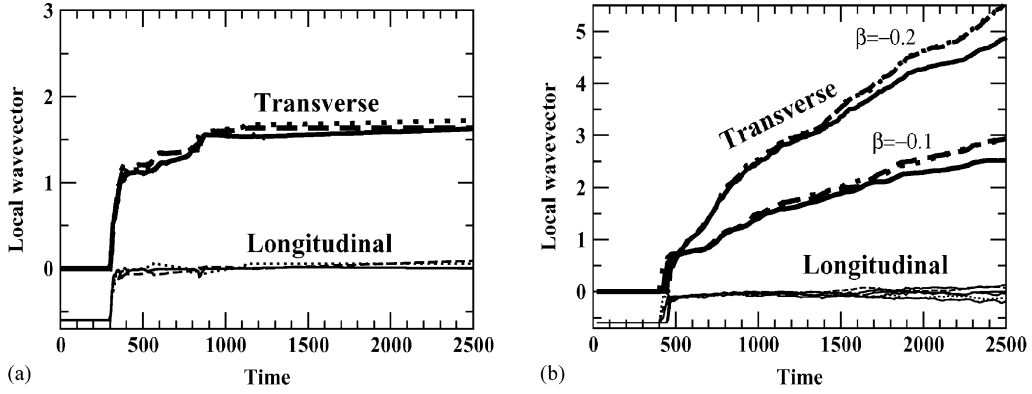 3
2
1
0
Local wavevector
Transverse
Longitudinal
0 500 1000 1500 2000 2500
Time
(a)
5
4
3
2
1
0
Local wavevector
β=−0.2
Transverse
β=−0.1
Longitudinal
0 500 1000 1500 2000 2500
Time
(b)